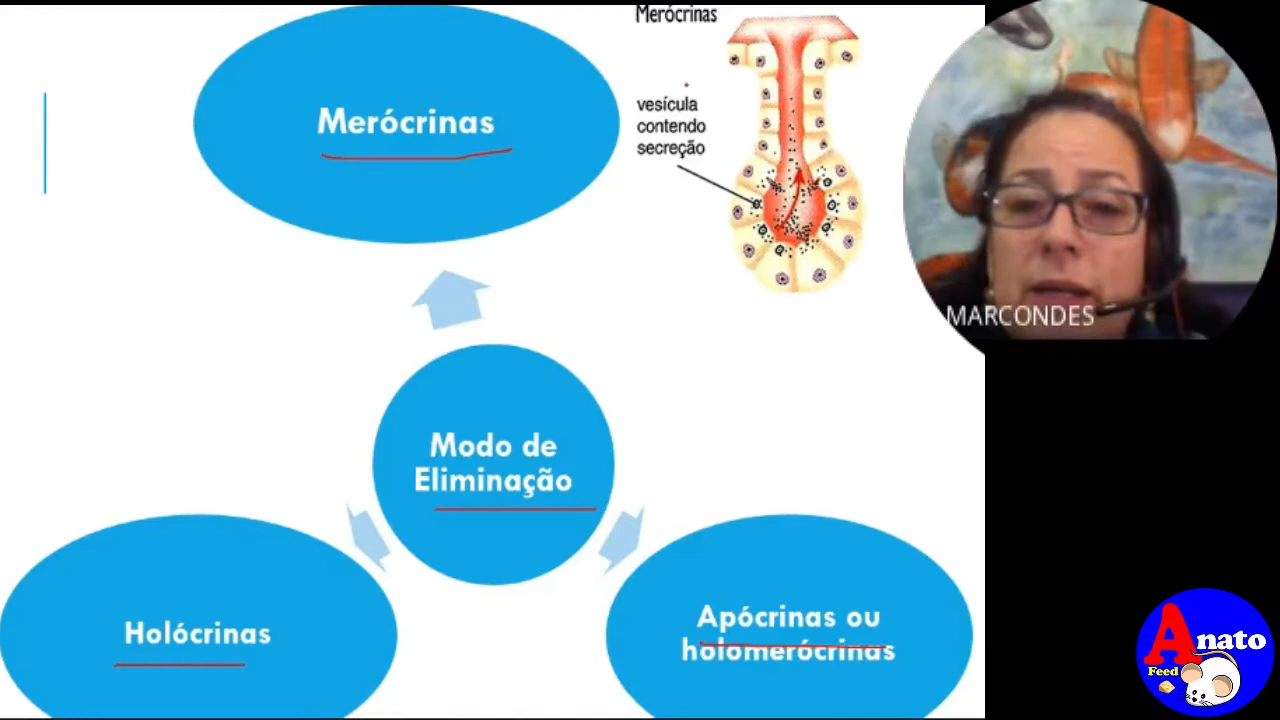 Merócrinas
Merócrinas
vesícula
contendo
secreção
MARCONDES
Modo de
Eliminação
Holócrinas
Apócrinas ou
holomerócrinas
Anato
Feed